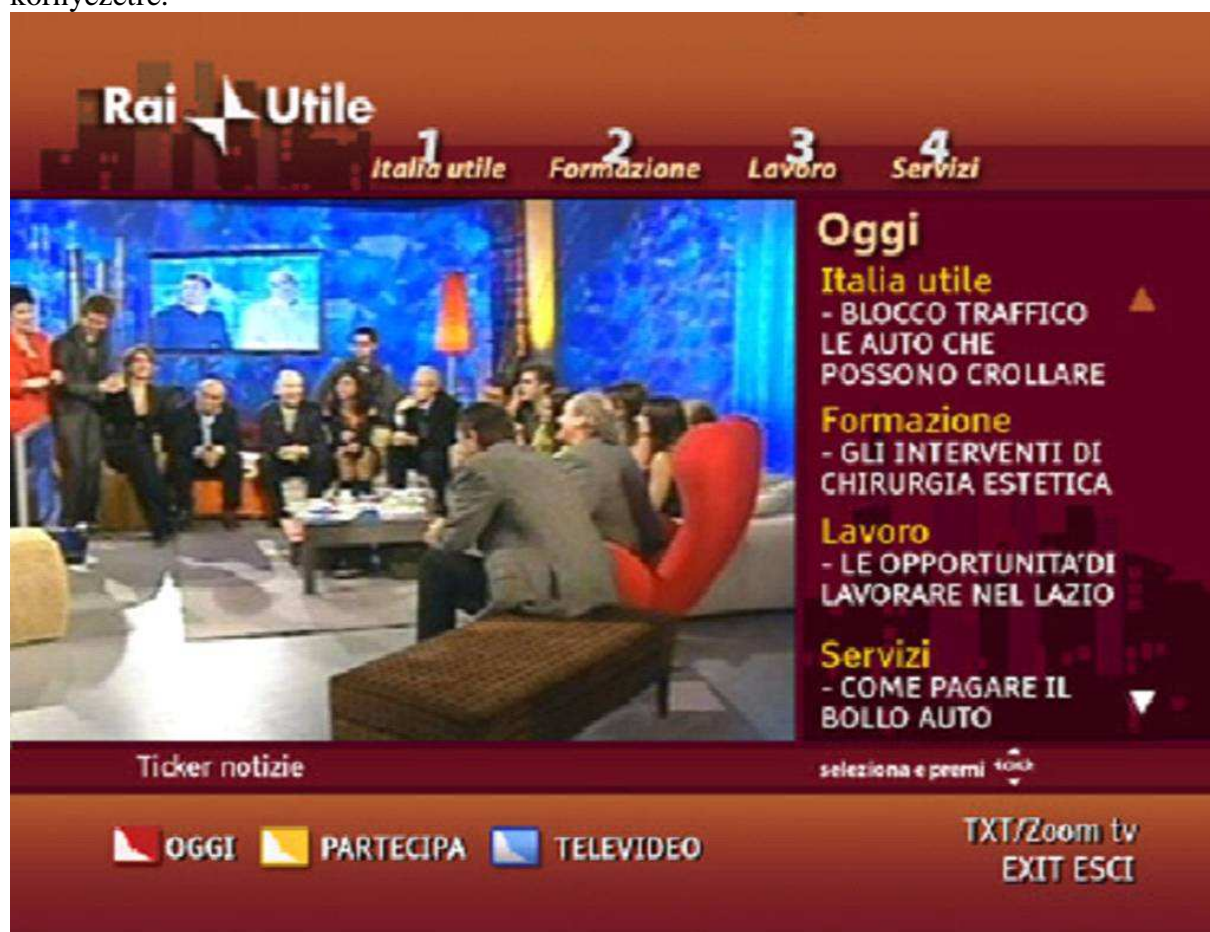 környezetre.
Rai Utile
1 2 3 4
Italia utile Formazione Lavoro Servizi
Oggi
Italia utile
- BLOCCO TRAFFICO
LE AUTO CHE
POSSONO CROLLARE
Formazione
- GLI INTERVENTI DI
CHIRURGIA ESTETICA
Lavoro
- LE OPPORTUNITA'DI
LAVORARE NEL LAZIO
Servizi
- COME PAGARE IL
BOLLO AUTO
Ticker notizie
seleziona e premi
OGGI PARTECIPA TELEVIDEO
TXT/Zoom tv
EXIT ESCI